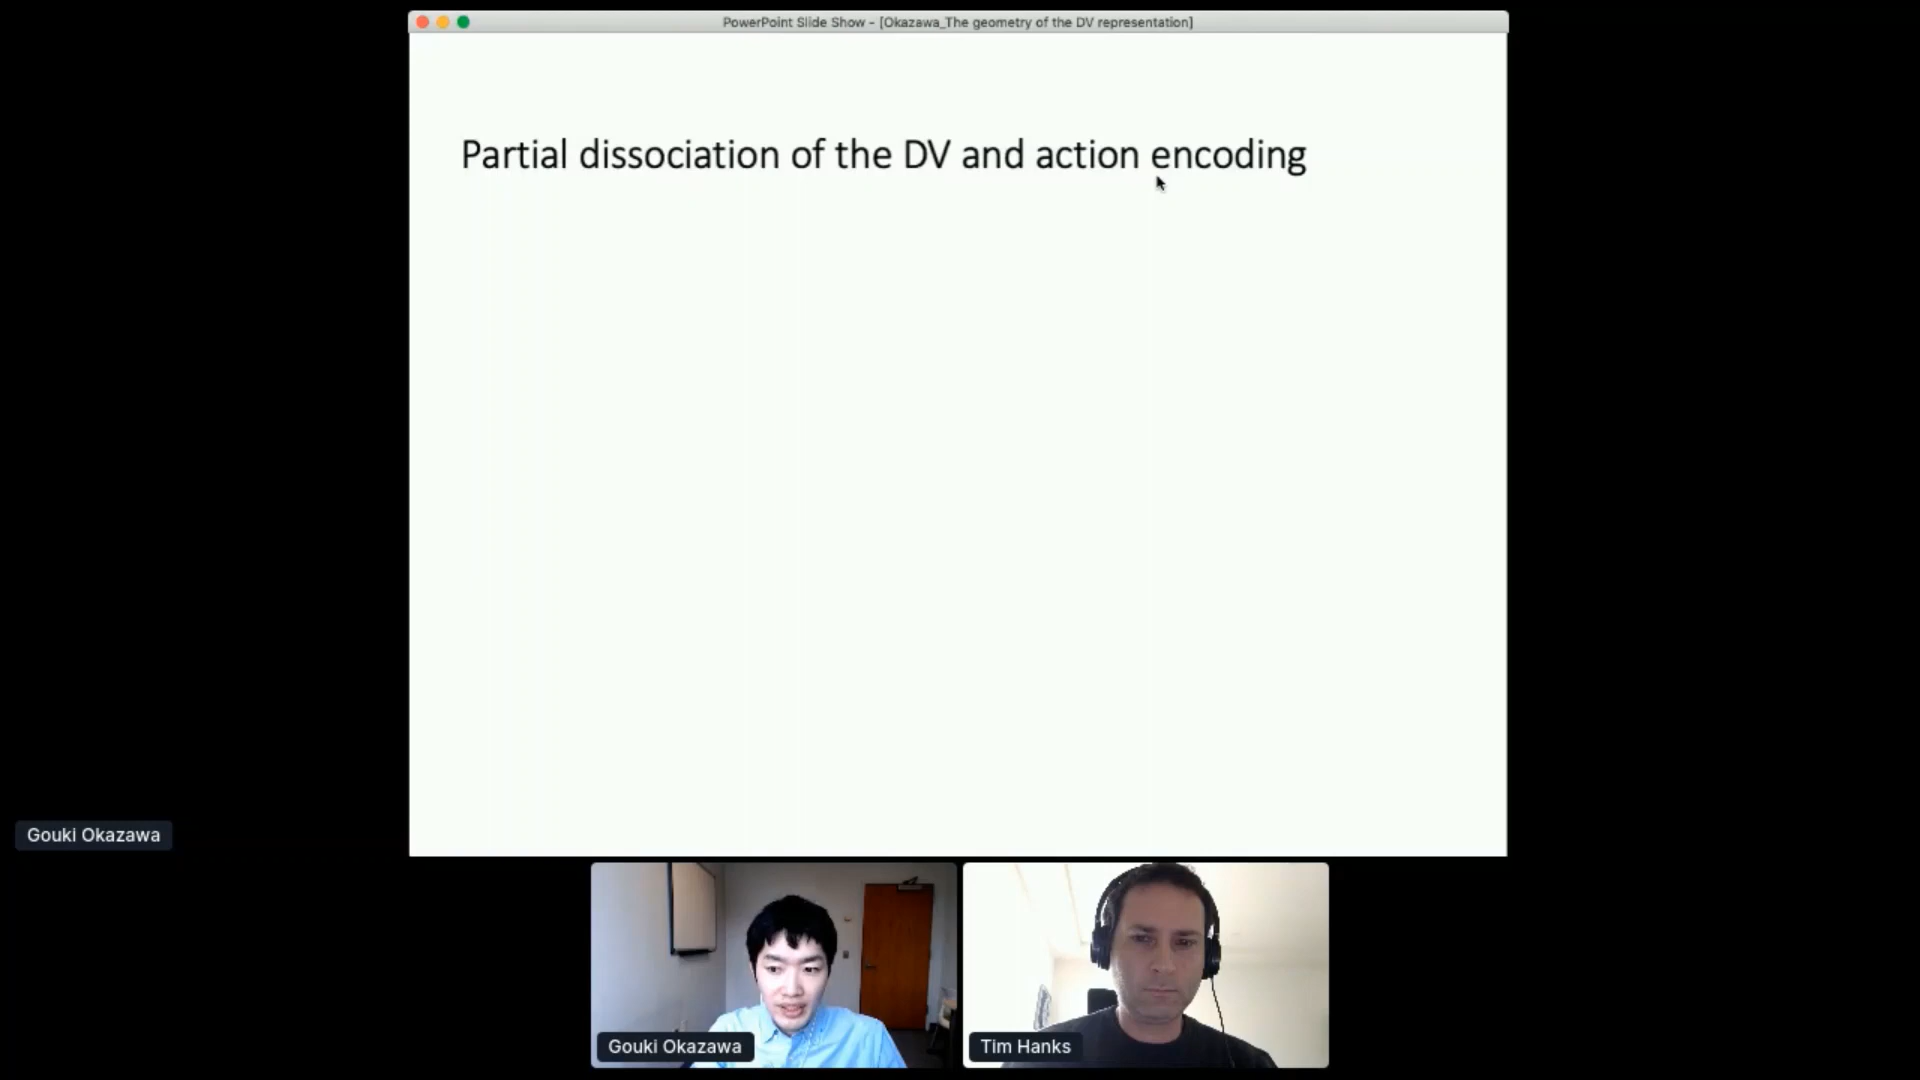 PowerPoint Slide Show - [Okazawa_The geometry of the DV representation]
Partial dissociation of the DV and action encoding
Gouki Okazawa
Gouki Okazawa
Tim Hanks